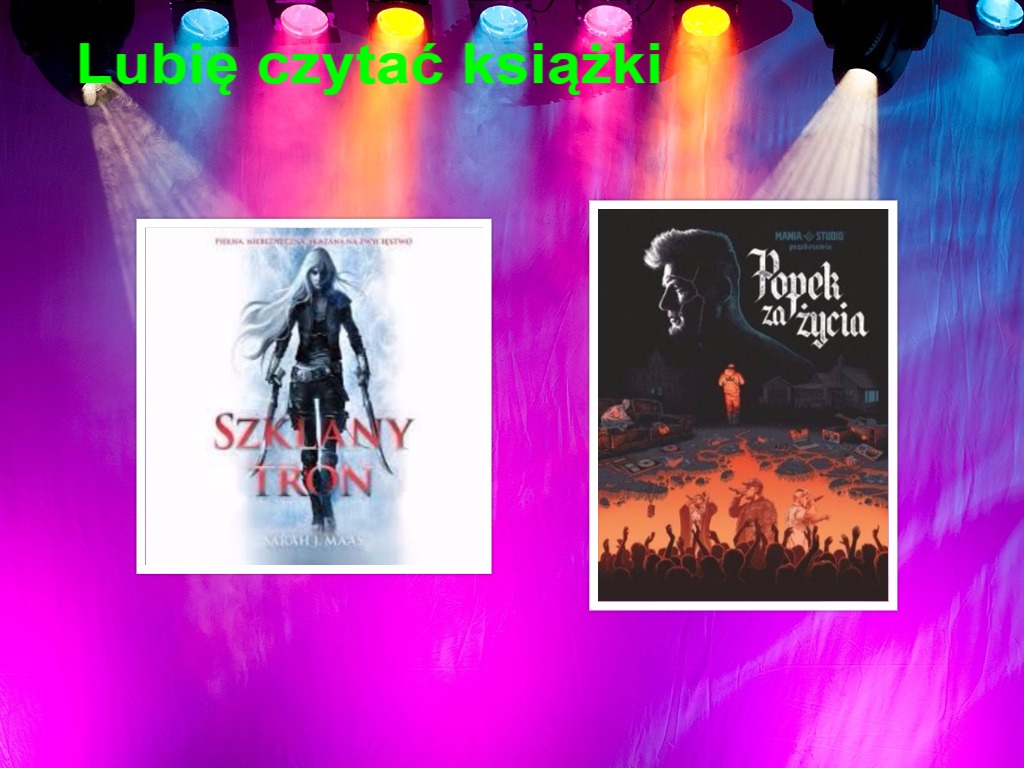 Lubię czytać książki
PIĘKNA. NIEBEZPIECZNA. SKAZANA NA ZWYCIĘSTWO
SZKLANY
TRON
SARAH J. MAAS
MANIA STUDIO
przedstawia
Popek
za życia